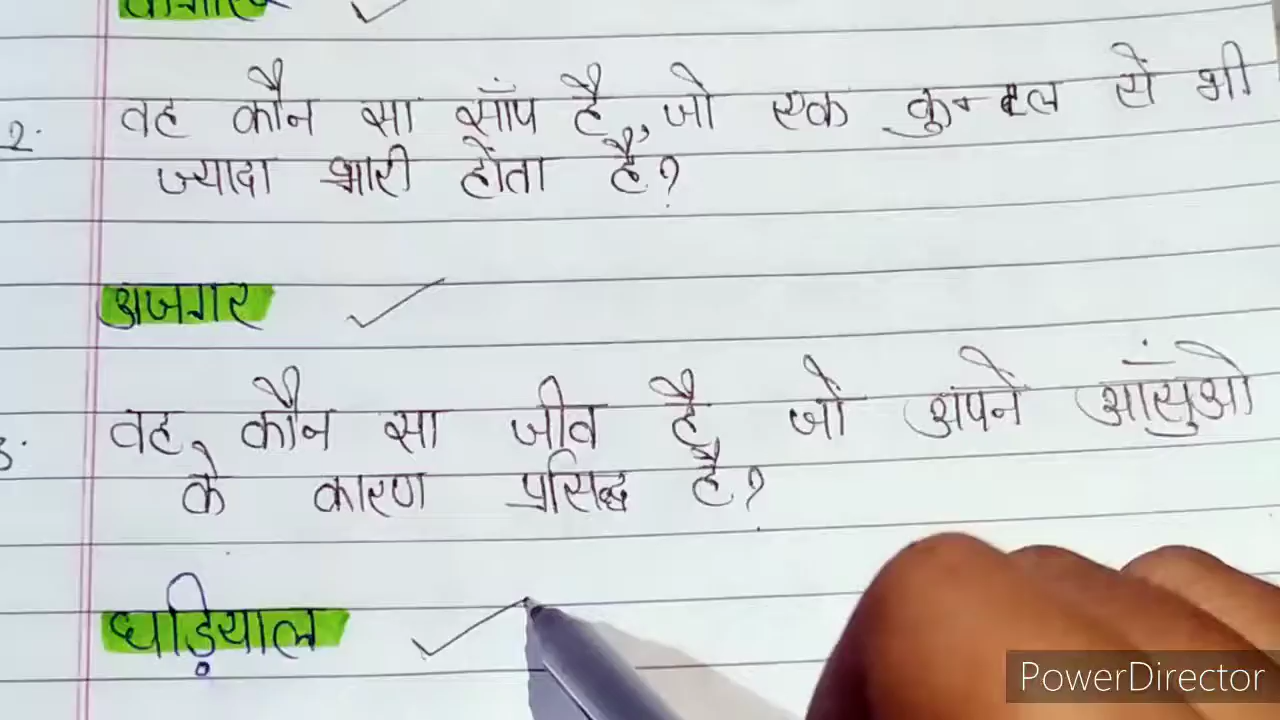 2. वह कौन सा साँप है, जो एक कुन्टल से भी
ज्यादा भारी होता है?
अजगर
3. वह कौन सा जीव है, जो अपने आँसुओ
के कारण प्रसिद्ध है?
घड़ियाल
PowerDirector